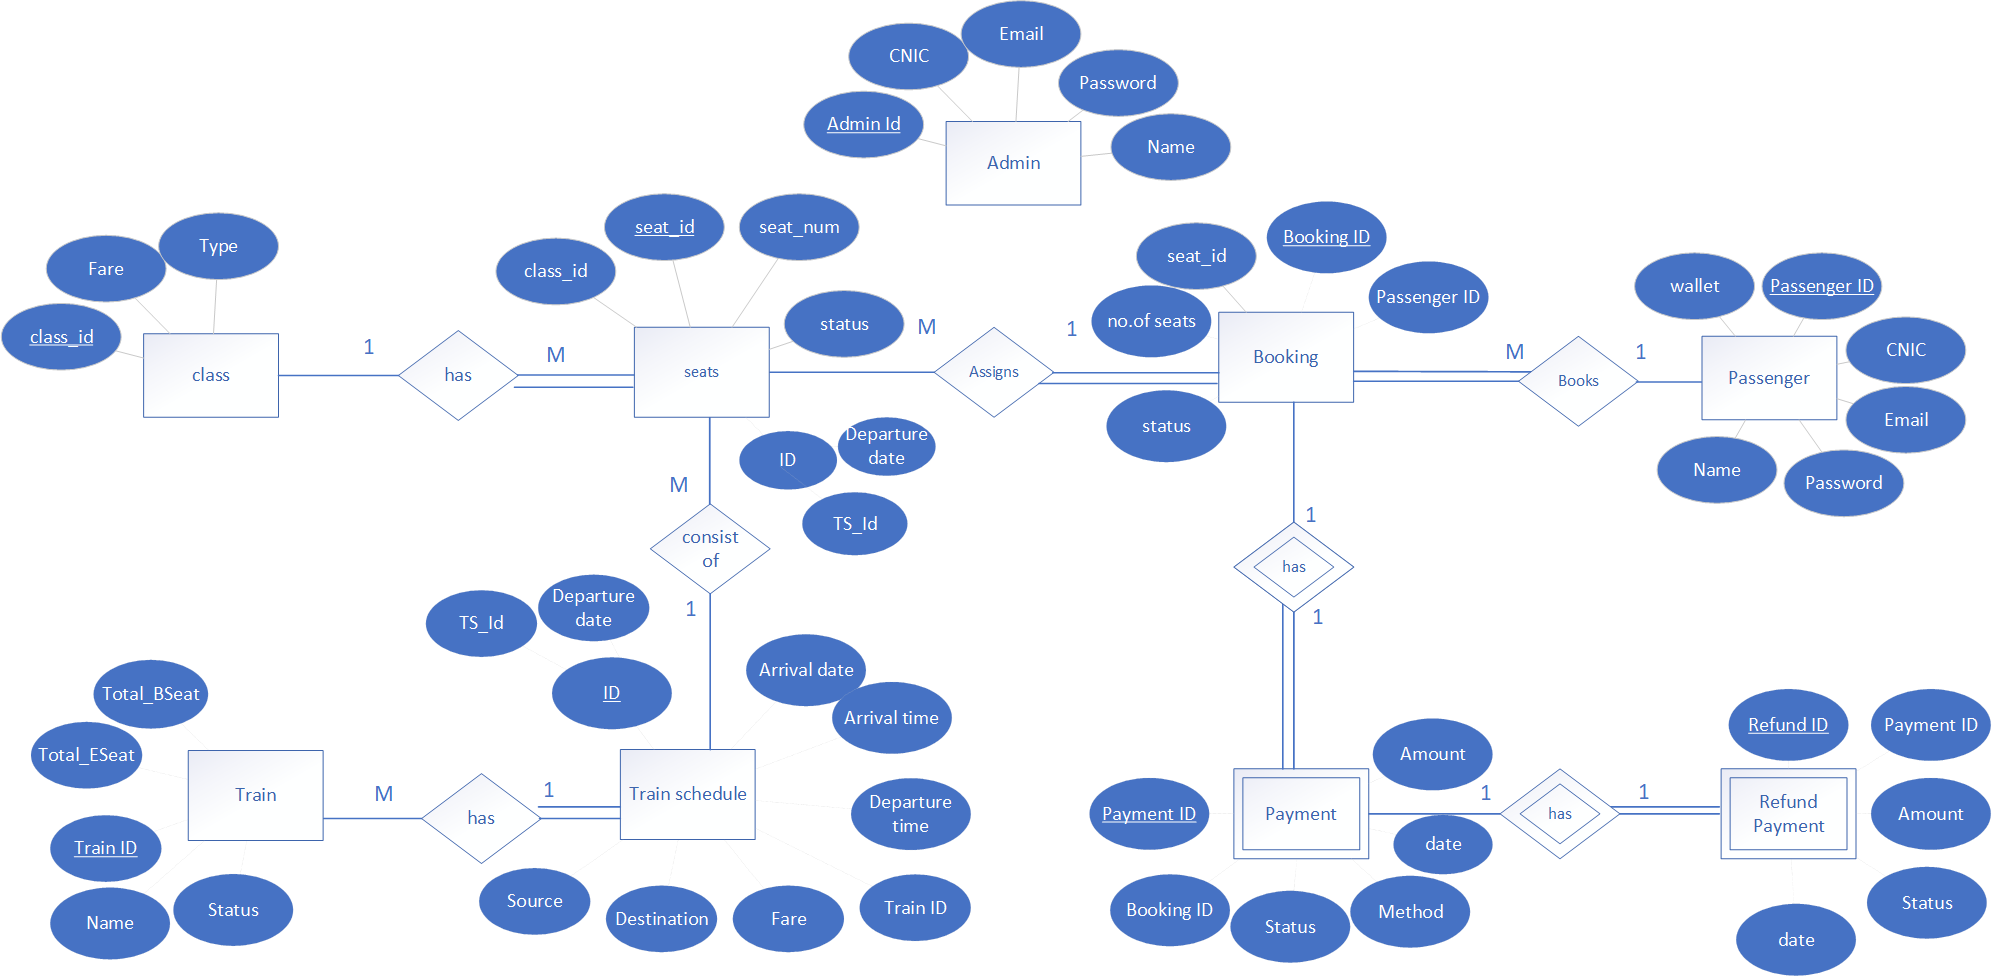 Email
CNIC
Password
Admin Id
Name
Admin
seat_id
seat_num
Booking ID
Type
seat_id
Fare
class_id
wallet
Passenger ID
Passenger ID
class_id
status
no.of seats
CNIC
1
M
M
1
Booking
M
1
class
has
seats
Assigns
Books
Passenger
status
Email
ID
Departure
date
Name
Password
M
TS_Id
1
consist
of
has
1
1
TS_Id
Departure
date
ID
Arrival date
Arrival time
Total_BSeat
Total_ESeat
Refund ID
Payment ID
Amount
Train
M
has
1
Train schedule
Departure
time
Payment ID
Payment
1
has
1
Refund
Payment
Amount
date
Train ID
Name
Status
Source
Destination
Fare
Train ID
Booking ID
Status
Method
Status
date